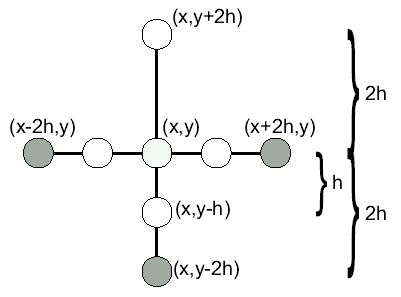 (x,y+2h)
2h
(x-2h,y)
(x,y)
(x+2h,y)
h
(x,y-h)
2h
(x,y-2h)